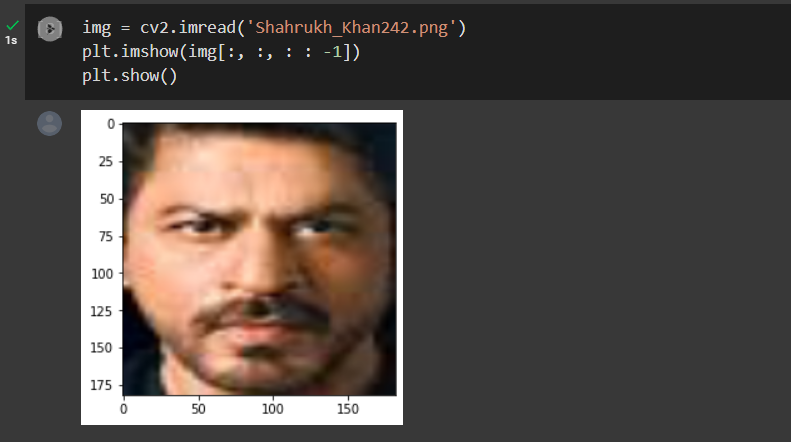 img = cv2.imread('Shahrukh_Khan242.png')
1s
plt.imshow(img[:, :, : : -1])
plt.show()
0
25
50
75
100
125
150
175
0 50 100 150